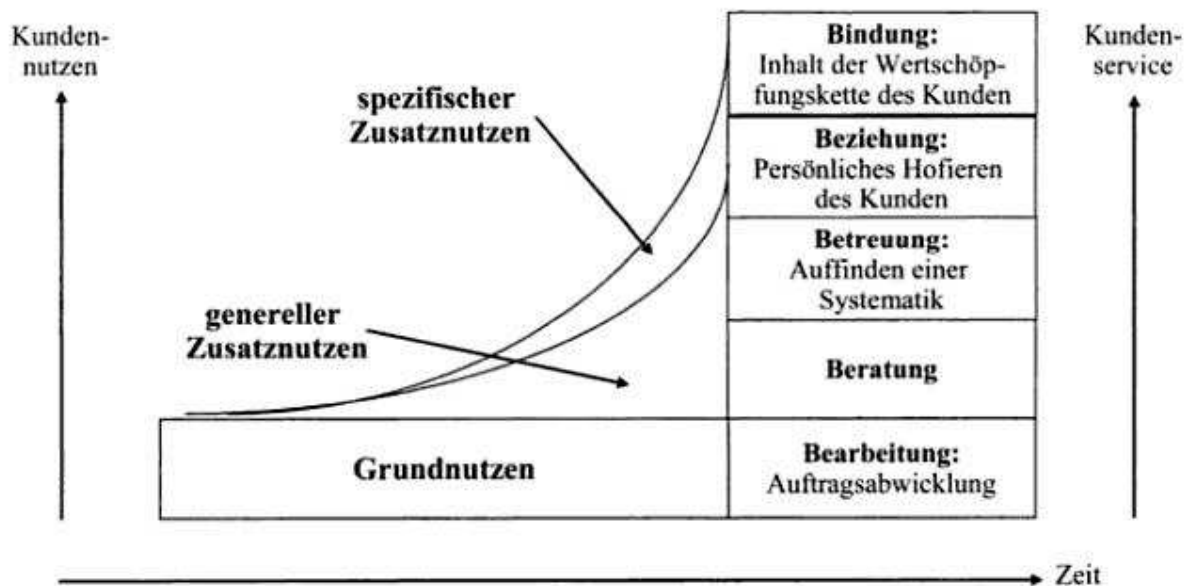 Kunden-
nutzen
spezifischer
Zusatznutzen
genereller
Zusatznutzen
Grundnutzen
Bindung:
Inhalt der Wertschöp-
fungskette des Kunden
Beziehung:
Persönliches Hofieren
des Kunden
Betreuung:
Auffinden einer
Systematik
Beratung
Bearbeitung:
Auftragsabwicklung
Kunden-
service
Zeit